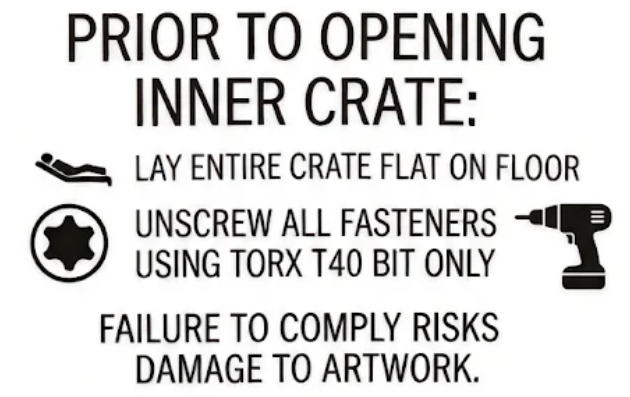 PRIOR TO OPENING
INNER CRATE:
LAY ENTIRE CRATE FLAT ON FLOOR
UNSCREW ALL FASTENERS
USING TORX T40 BIT ONLY
FAILURE TO COMPLY RISKS
DAMAGE TO ARTWORK.